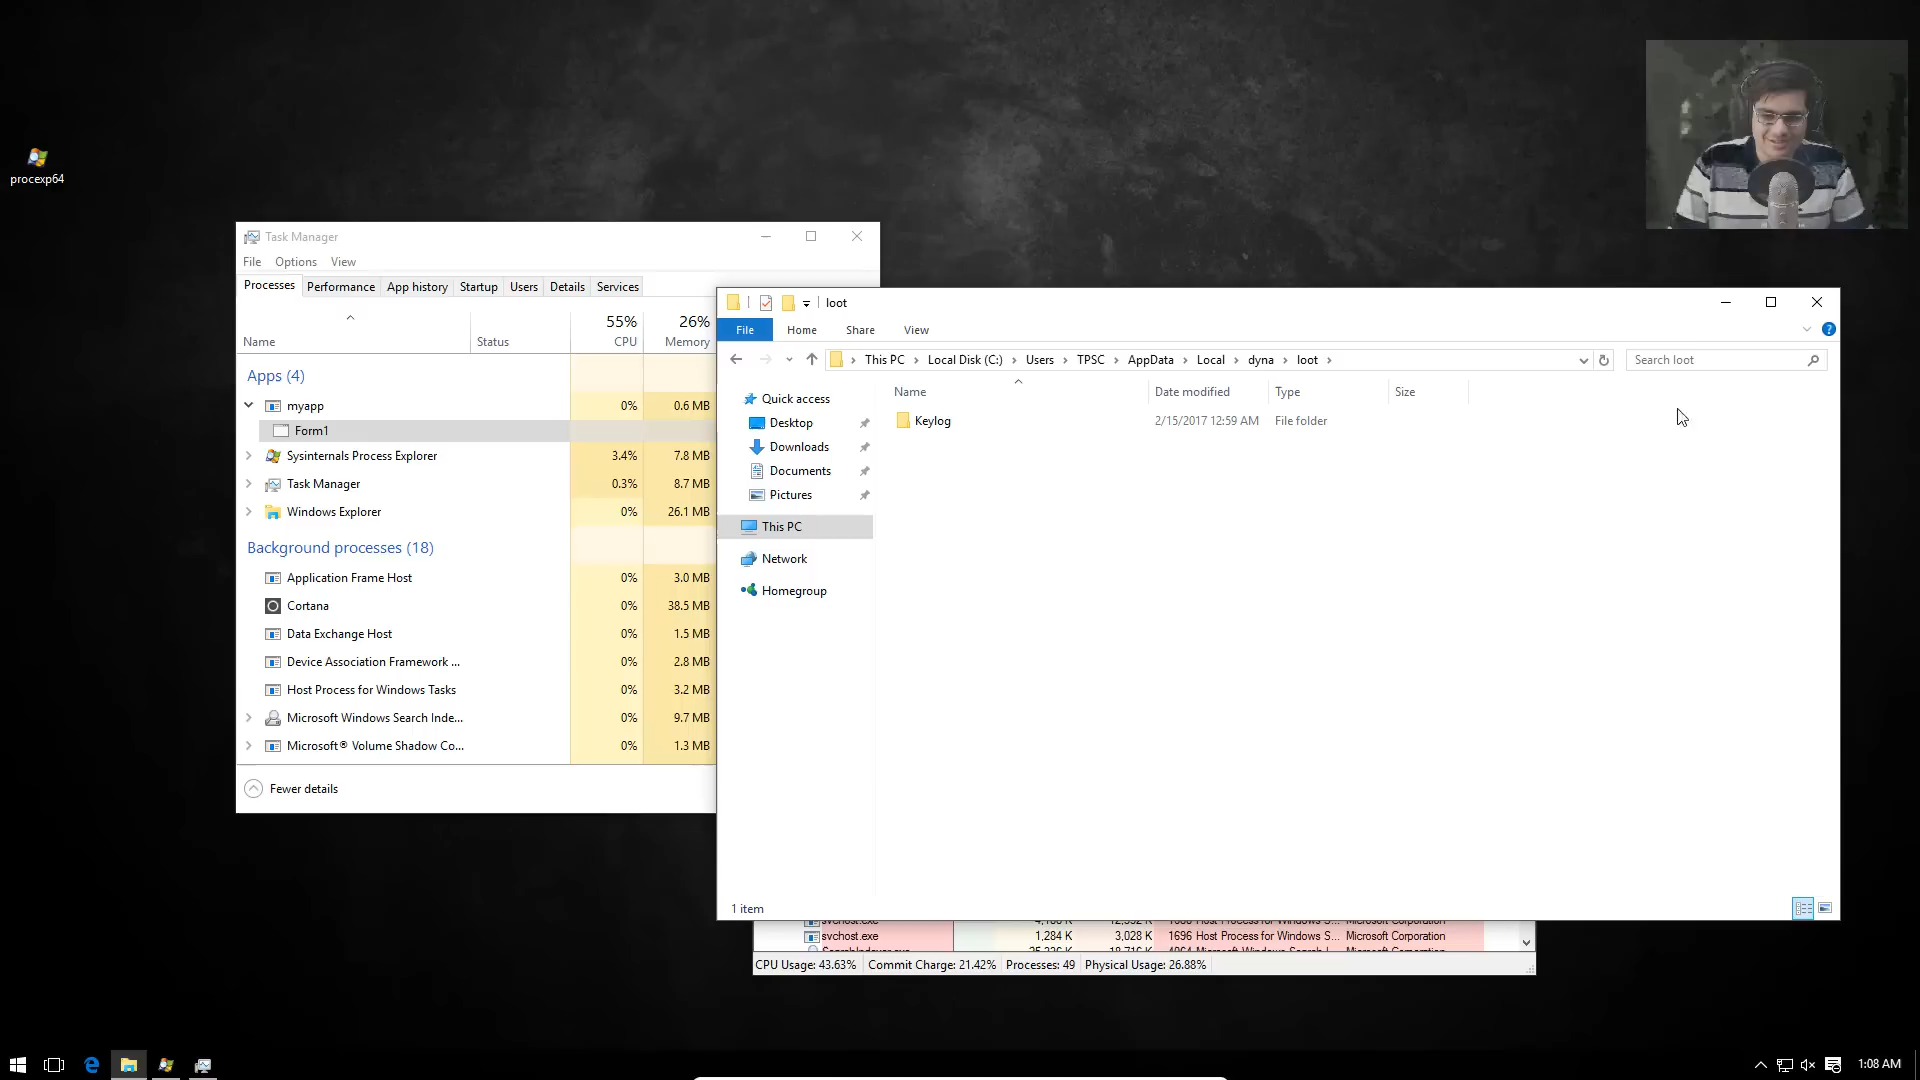 procexp64
Task Manager
File Options View
Processes Performance App history Startup Users Details Services
55% 26%
Name Status CPU Memory
Apps (4)
myapp 0% 0.6 MB
Form1
Sysinternals Process Explorer 3.4% 7.8 MB
Task Manager 0.3% 8.7 MB
Windows Explorer 0% 26.1 MB
Background processes (18)
Application Frame Host 0% 3.0 MB
Cortana 0% 38.5 MB
Data Exchange Host 0% 1.5 MB
Device Association Framework ... 0% 2.8 MB
Host Process for Windows Tasks 0% 3.2 MB
Microsoft Windows Search Inde... 0% 9.7 MB
Microsoft® Volume Shadow Co... 0% 1.3 MB
Fewer details
loot
File Home Share View
This PC Local Disk (C:) Users TPSC AppData Local dyna loot
Search loot
Name Date modified Type Size
Quick access
Desktop
Downloads
Documents
Pictures
This PC
Network
Homegroup
Keylog 2/15/2017 12:59 AM File folder
1 item
svchost.exe 1,284 K 3,028 K 1696 Host Process for Windows S... Microsoft Corporation
CPU Usage: 43.63% Commit Charge: 21.42% Processes: 49 Physical Usage: 26.88%
1:08 AM